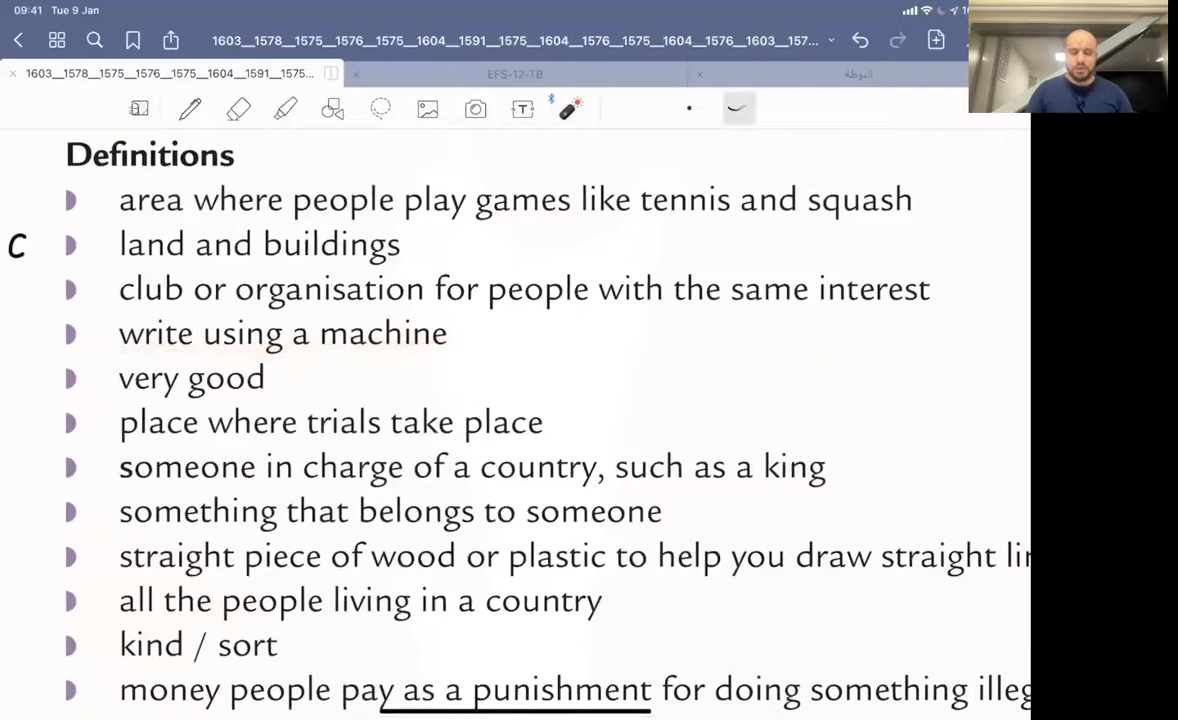 09:41 Tue 9 Jan
1603__1578__1575__1576__1575__1604__1591__1575__1604__1576__1575__1604__1576__1603__157...
1603__1578__1575__1576__1575__1604__1591__1575...
EFS-12-TB
Definitions
area where people play games like tennis and squash
C land and buildings
club or organisation for people with the same interest
write using a machine
very good
place where trials take place
someone in charge of a country, such as a king
something that belongs to someone
straight piece of wood or plastic to help you draw straight lin
all the people living in a country
kind / sort
money people pay as a punishment for doing something illeg